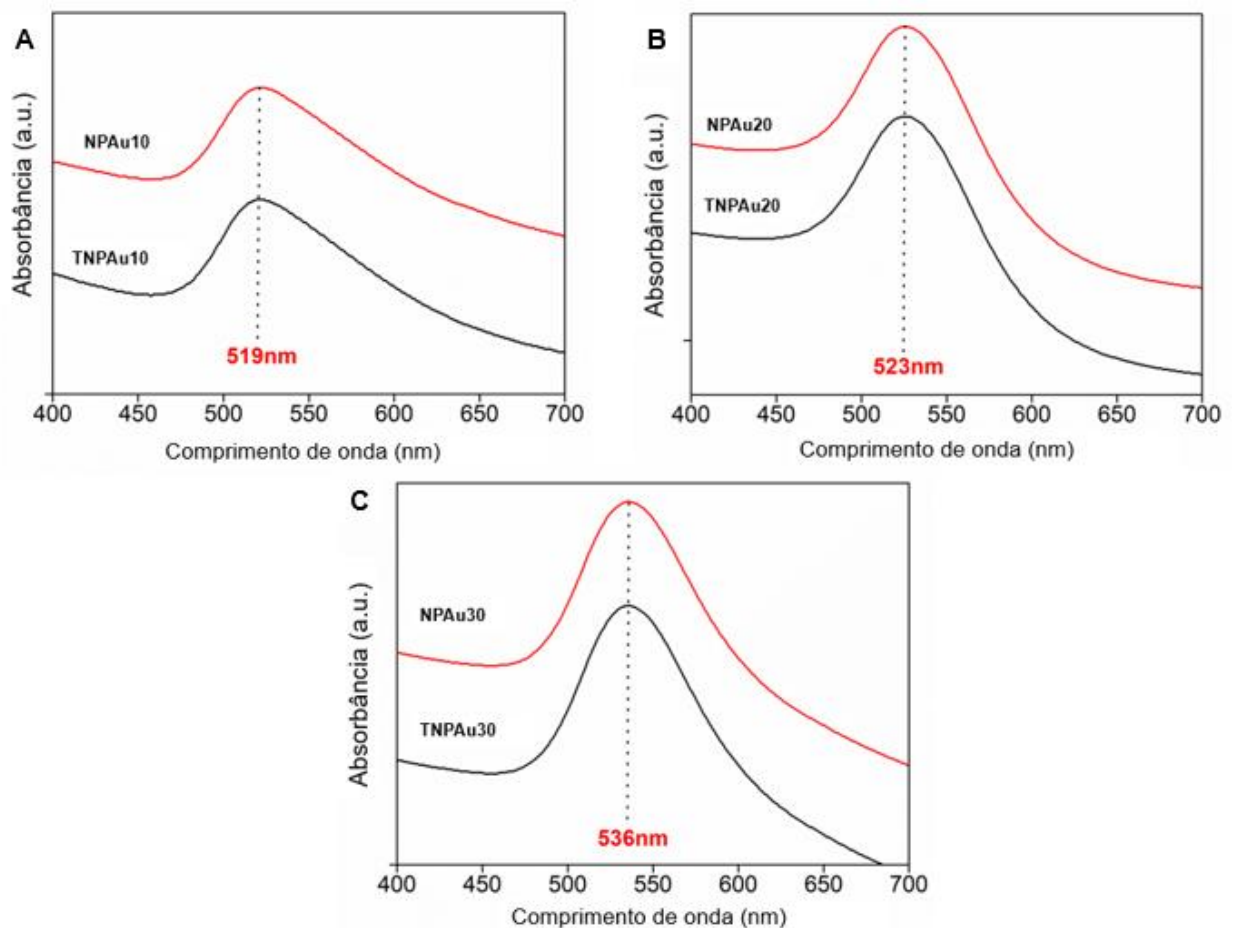 A
Absorbância (a.u.)
NPAu10
TNPAu10
519nm
400 450 500 550 600 650 700
Comprimento de onda (nm)
B
Absorbância (a.u.)
NPAu20
TNPAu20
523nm
400 450 500 550 600 650 700
Comprimento de onda (nm)
C
Absorbância (a.u.)
NPAu30
TNPAu30
536nm
400 450 500 550 600 650 700
Comprimento de onda (nm)